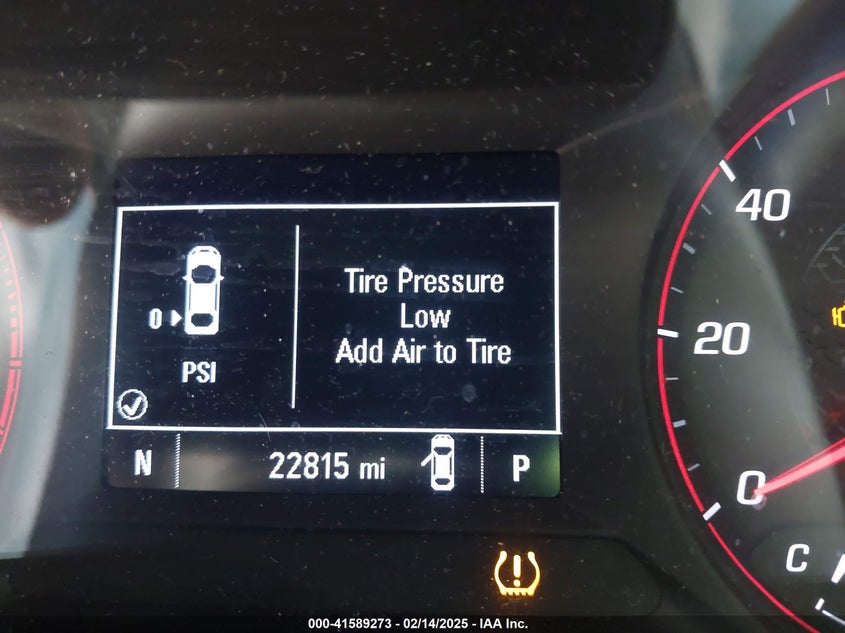 40
20
0
C
0
PSI
Tire Pressure
Low
Add Air to Tire
N
22815 mi
P
000-41589273 - 02/14/2025 - IAA Inc.